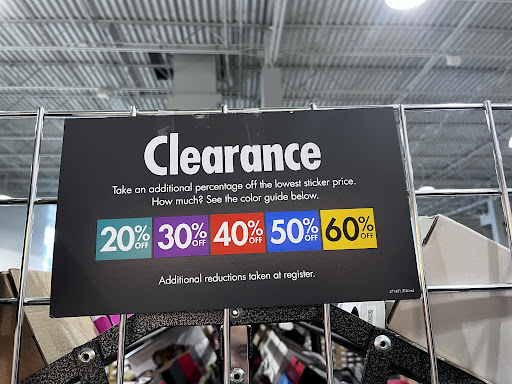 Clearance
Take an additional percentage off the lowest sticker price.
How much? See the color guide below.
20% OFF 30% OFF 40% OFF 50% OFF 60% OFF
Additional reductions taken at register.